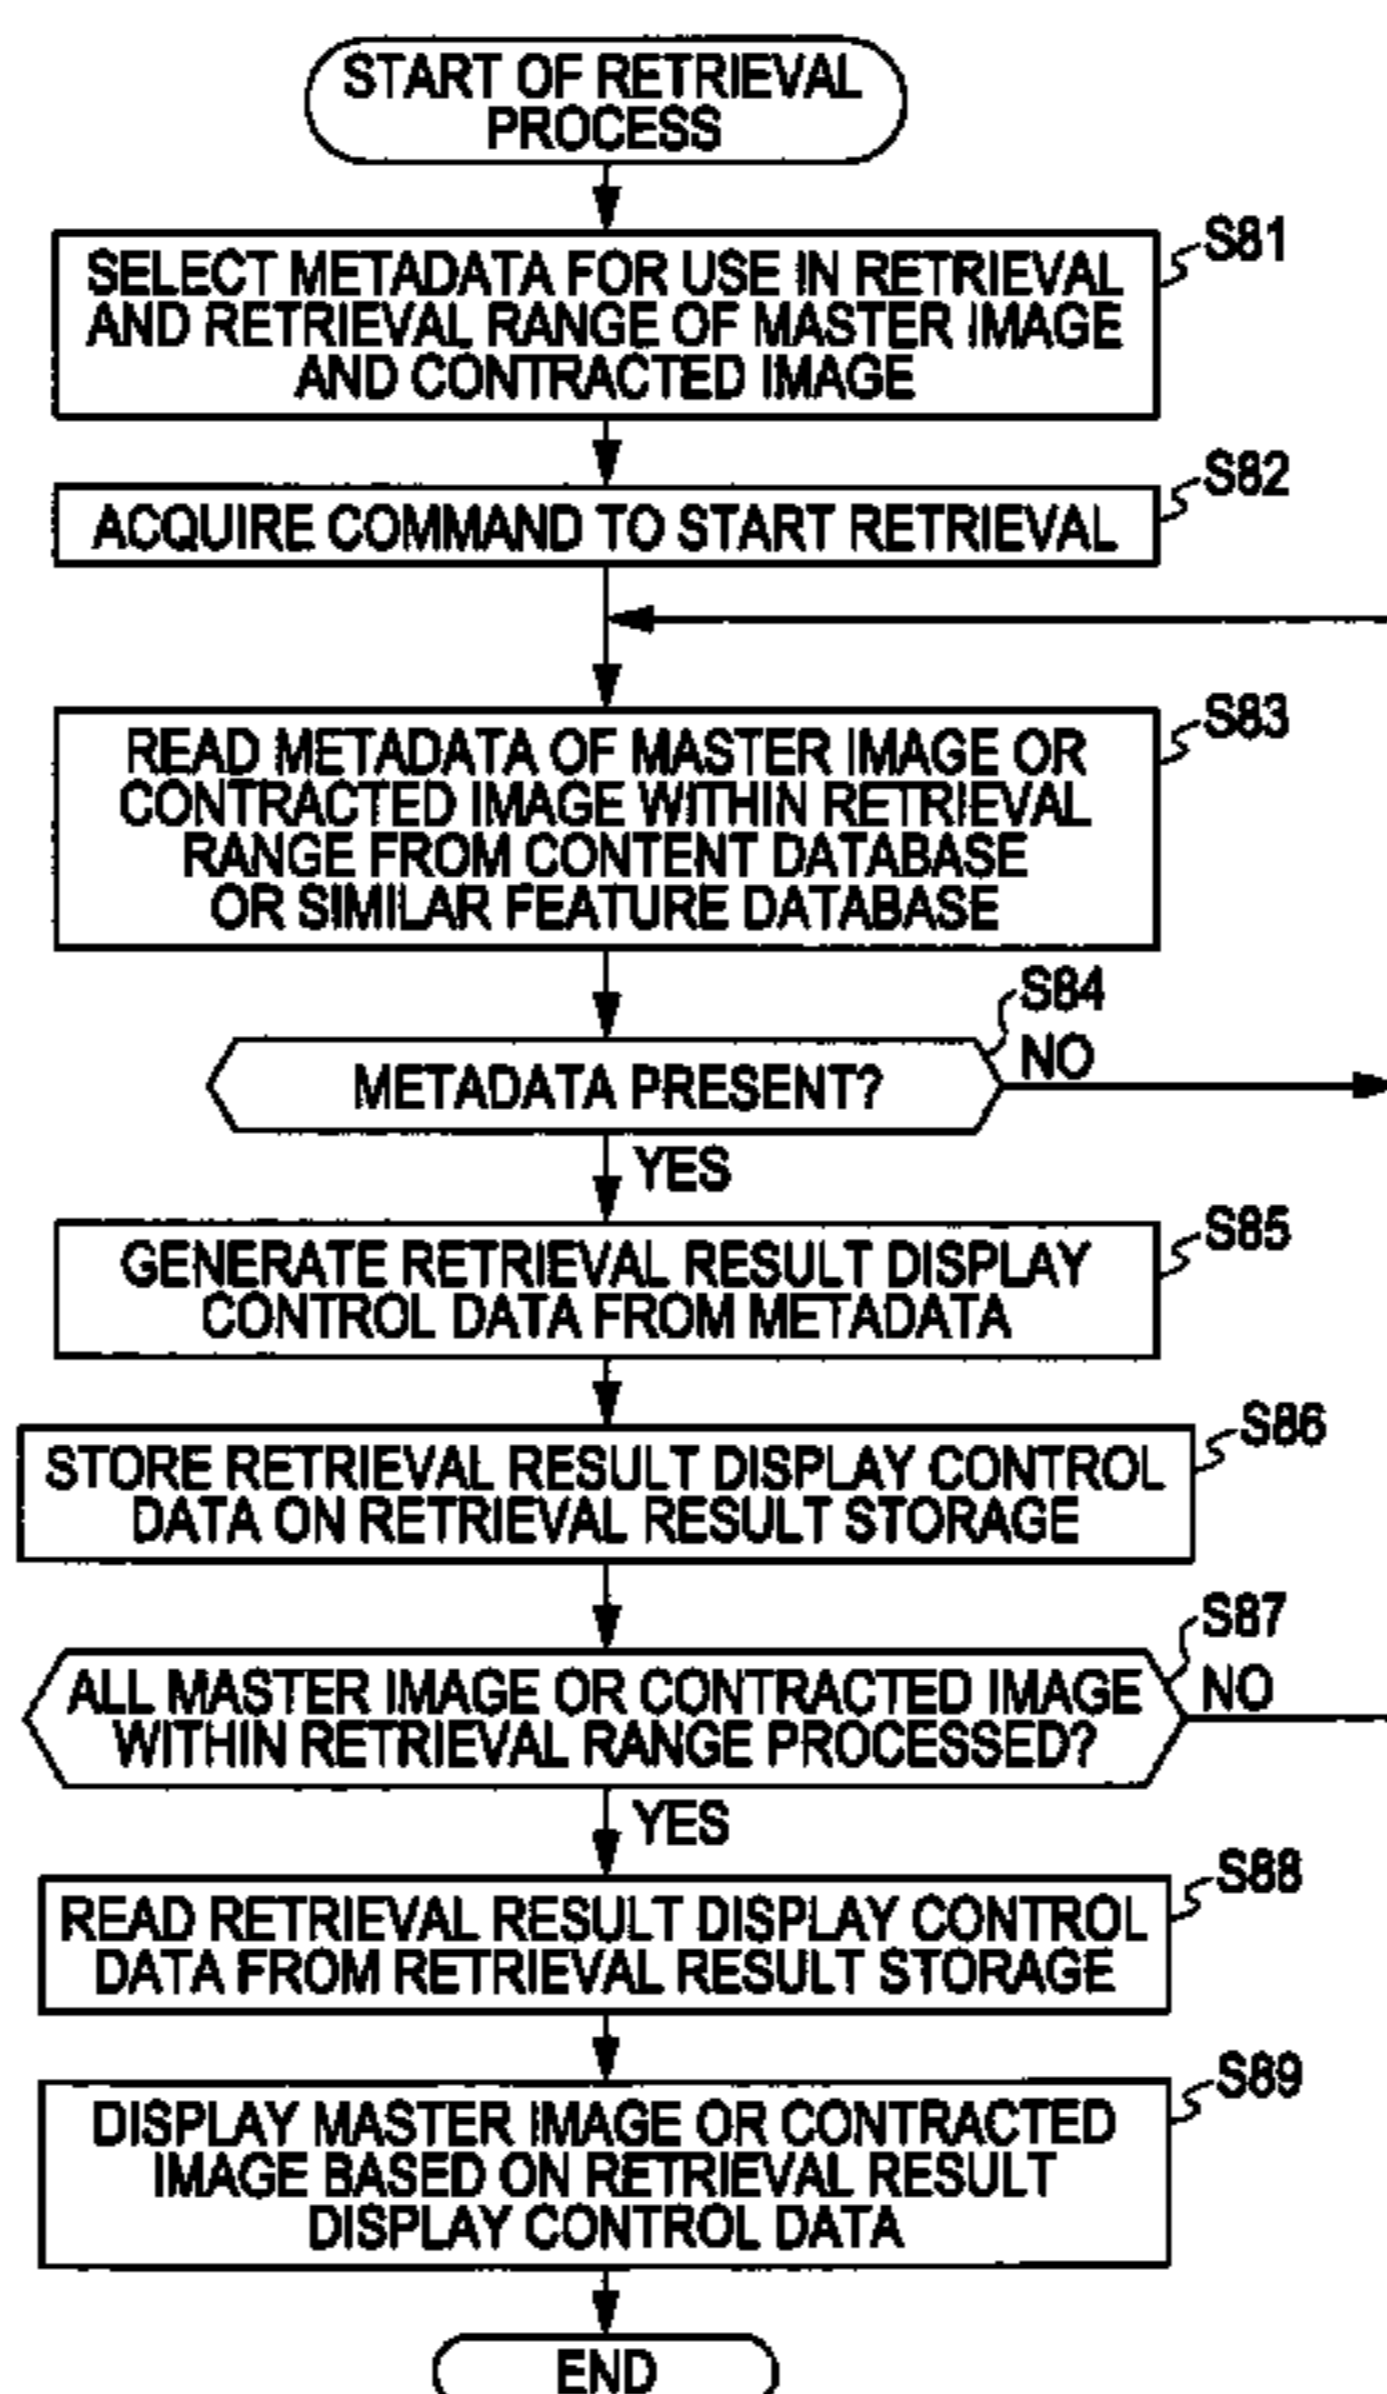 START OF RETRIEVAL
PROCESS
S81
SELECT METADATA FOR USE IN RETRIEVAL
AND RETRIEVAL RANGE OF MASTER IMAGE
AND CONTRACTED IMAGE
S82
ACQUIRE COMMAND TO START RETRIEVAL
S83
READ METADATA OF MASTER IMAGE OR
CONTRACTED IMAGE WITHIN RETRIEVAL
RANGE FROM CONTENT DATABASE
OR SIMILAR FEATURE DATABASE
S84
NO
METADATA PRESENT?
YES
S85
GENERATE RETRIEVAL RESULT DISPLAY
CONTROL DATA FROM METADATA
S86
STORE RETRIEVAL RESULT DISPLAY CONTROL
DATA ON RETRIEVAL RESULT STORAGE
S87
NO
ALL MASTER IMAGE OR CONTRACTED IMAGE
WITHIN RETRIEVAL RANGE PROCESSED?
YES
S88
READ RETRIEVAL RESULT DISPLAY CONTROL
DATA FROM RETRIEVAL RESULT STORAGE
S89
DISPLAY MASTER IMAGE OR CONTRACTED
IMAGE BASED ON RETRIEVAL RESULT
DISPLAY CONTROL DATA
END